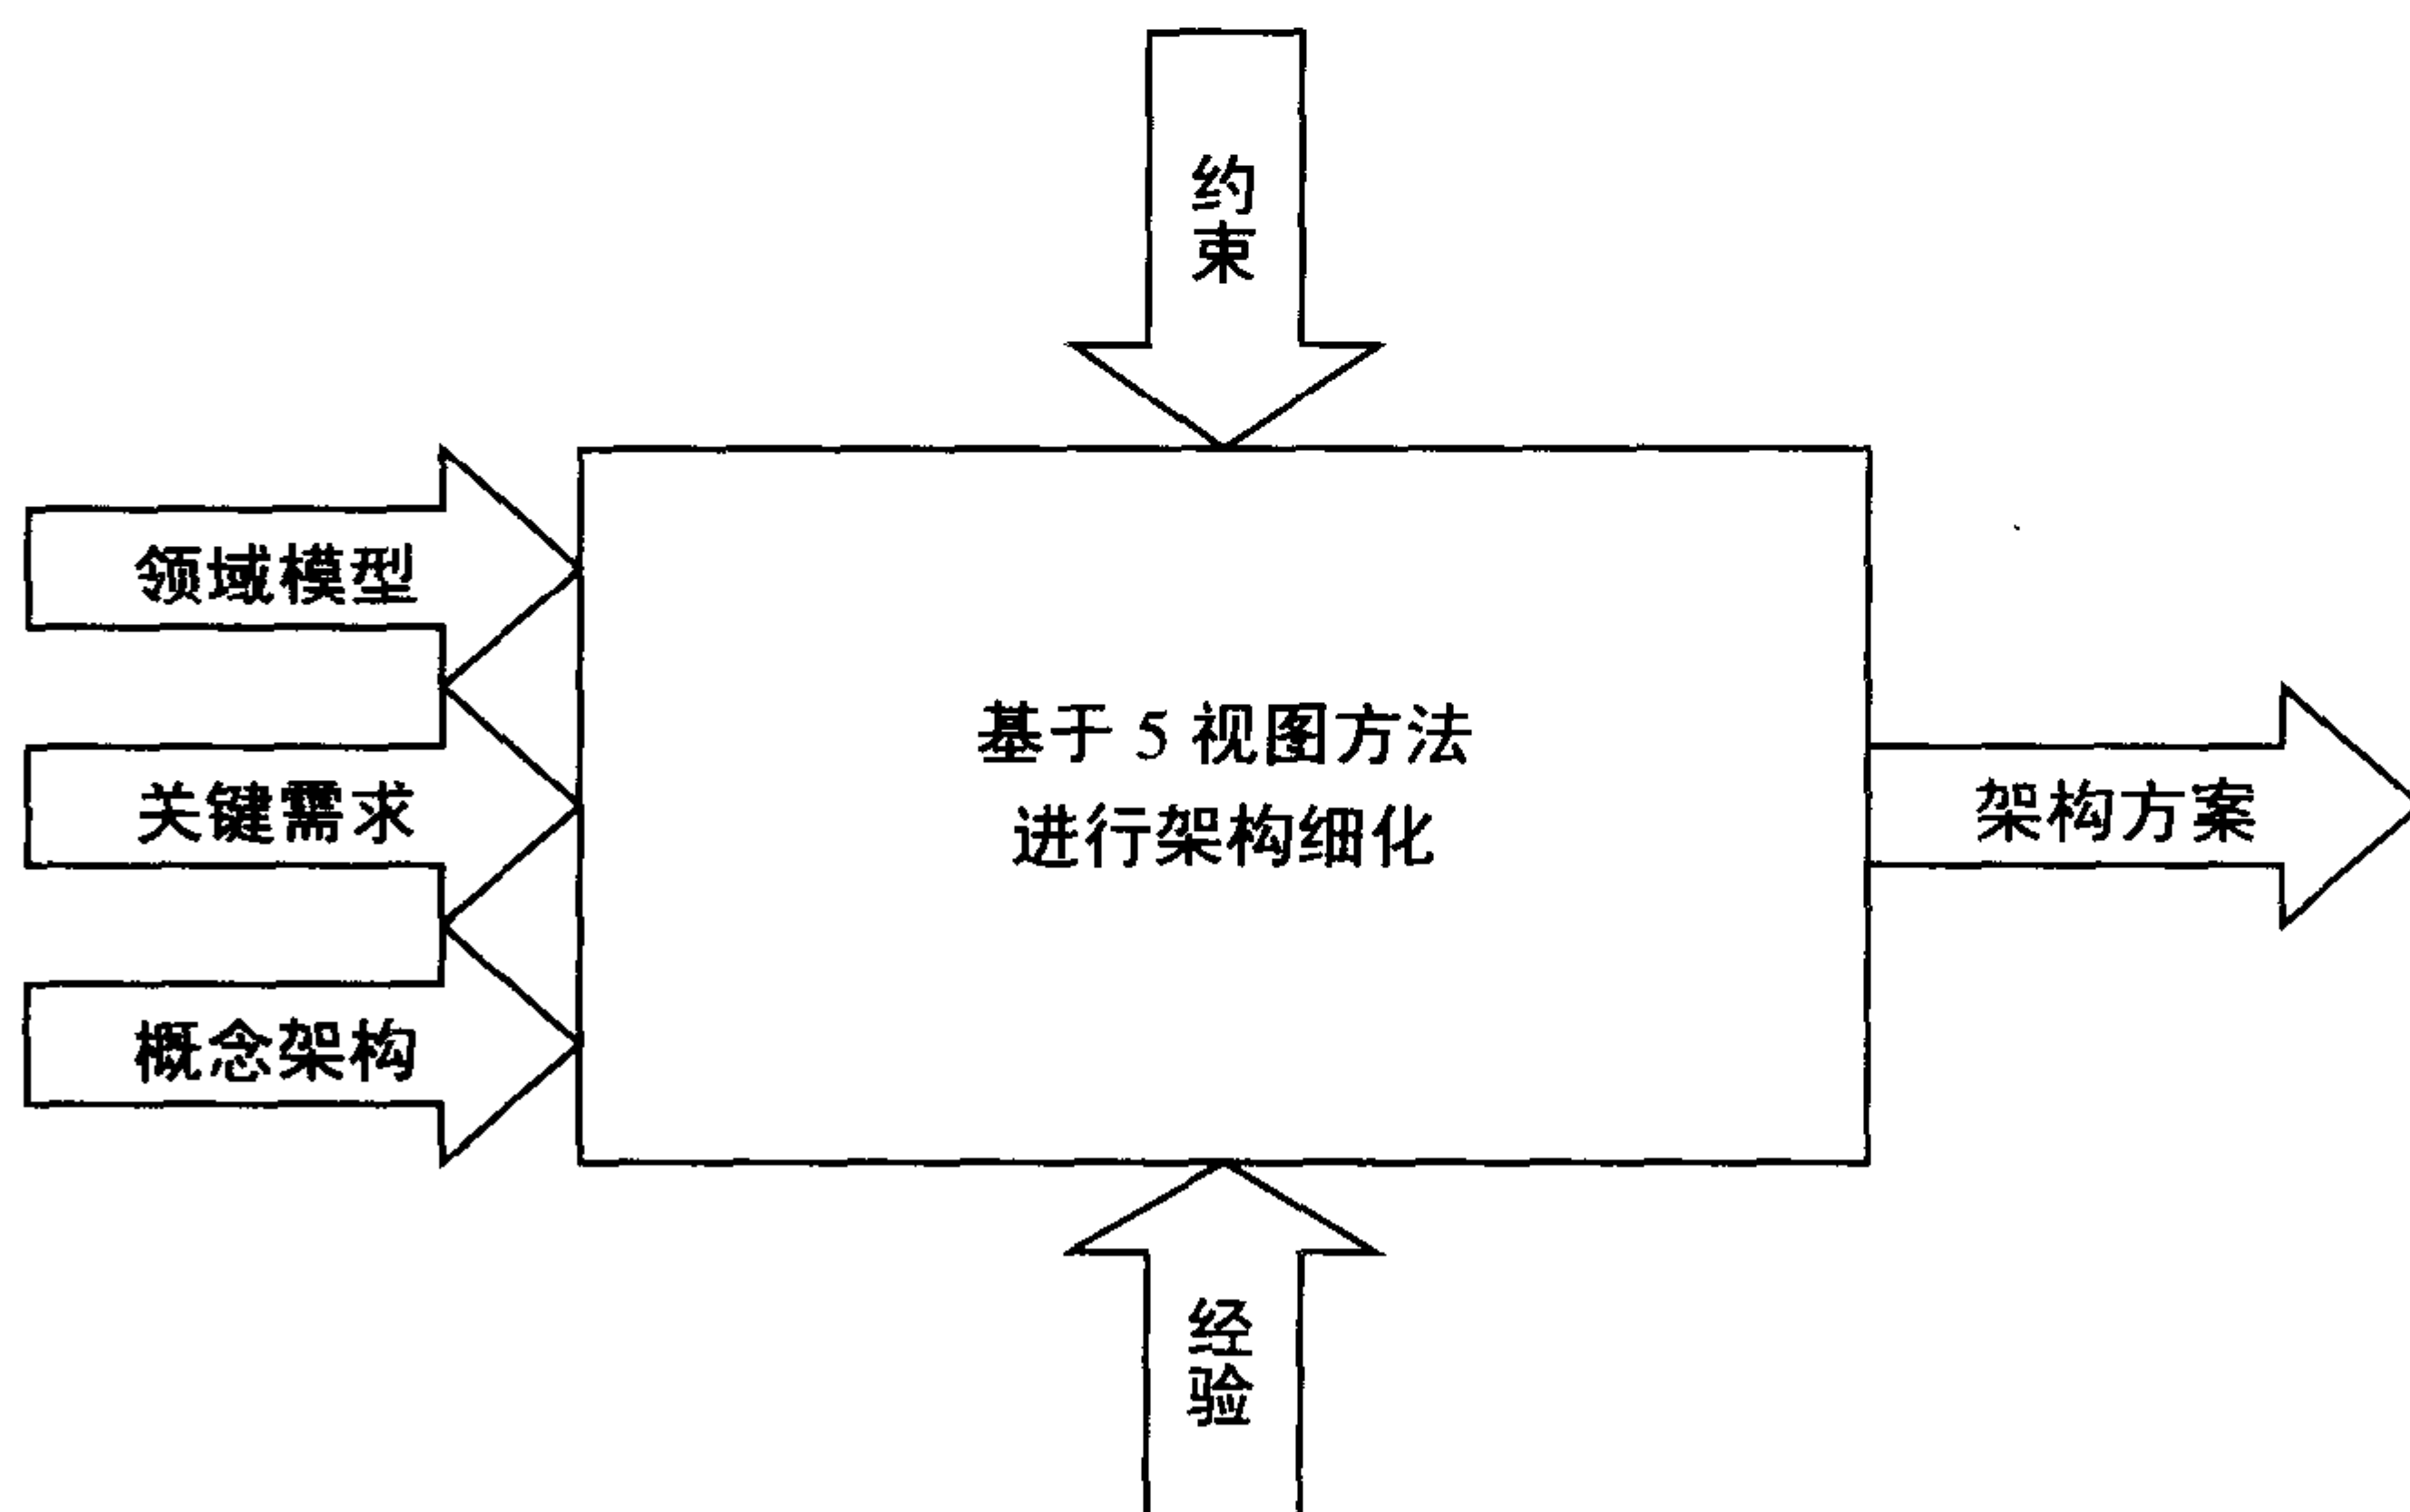 约束
领域模型
基于 5 视图方法
进行架构细化
关键需求
架构方案
概念架构
经验